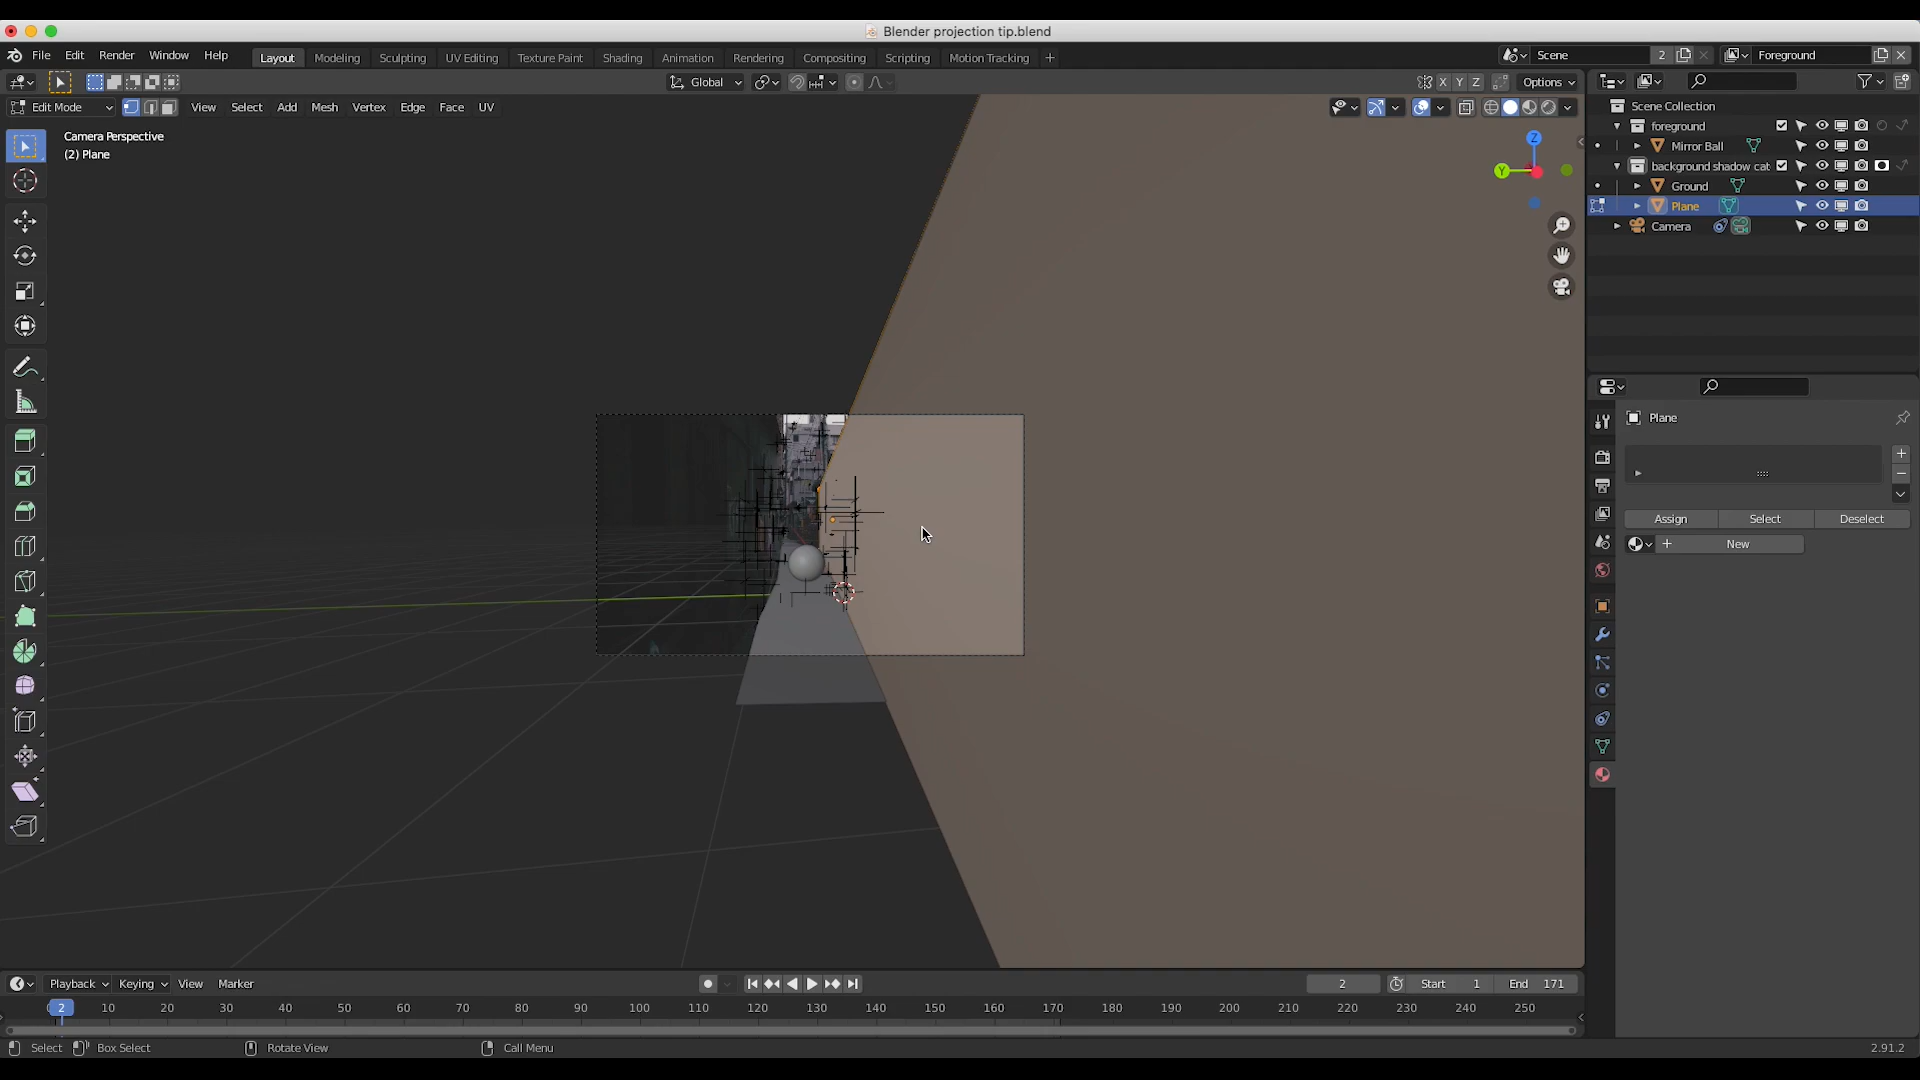 Blender projection tip.blend
File Edit Render Window Help Layout Modeling Sculpting UV Editing Texture Paint Shading Animation Rendering Compositing Scripting + Scene 2 Foreground
Global X Y Z Options
Edit Mode View Select Add Mesh Vertex Edge Face UV
Camera Perspective
(2) Plane
Z
Y
Scene Collection
foreground
Mirror Ball
background shadow cat
Ground
Plane
Camera
Plane
Assign Select Deselect
New
Playback Keying View Marker 2 Start 1 End 171
2 10 20 30 40 50 60 70 80 90 100 110 120 130 140 150 160 170 180 190 200 210 220 230 240 250
Select Box Select Rotate View Call Menu 2.91.2